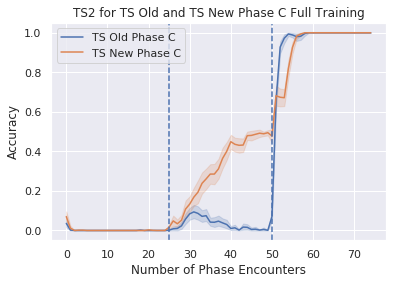 TS2 for TS Old and TS New Phase C Full Training
TS Old Phase C
TS New Phase C
Accuracy
1.0
0.8
0.6
0.4
0.2
0.0
0 10 20 30 40 50 60 70
Number of Phase Encounters